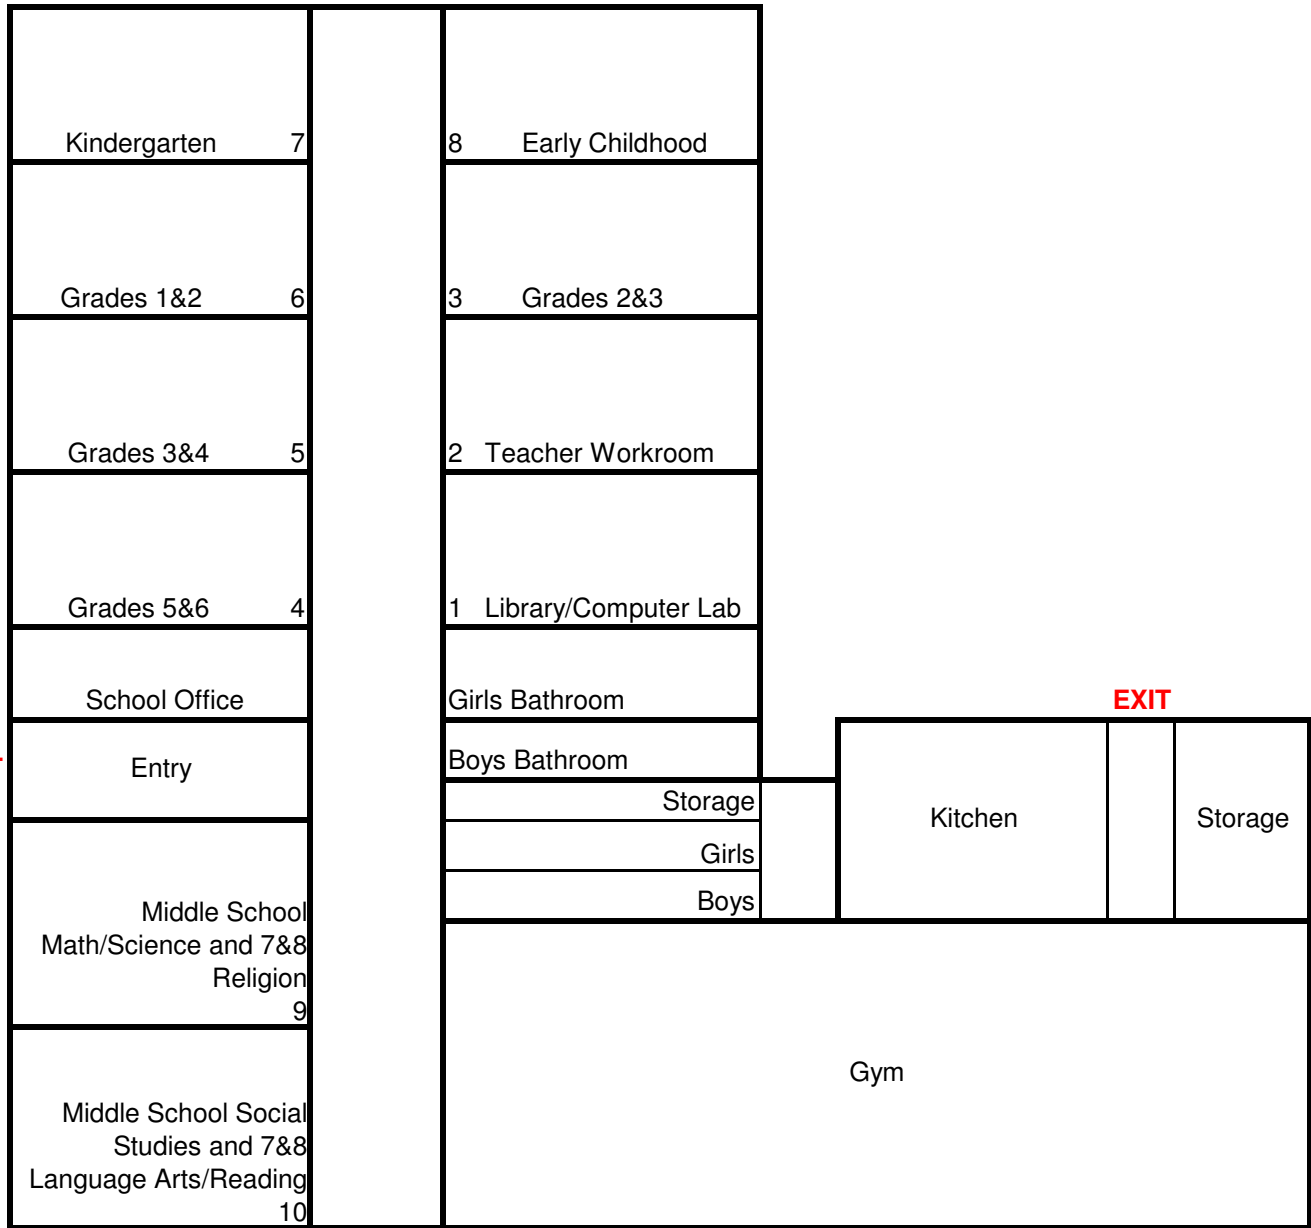 Kindergarten 7
8 Early Childhood
Grades 1&2 6
3 Grades 2&3
Grades 3&4 5
2 Teacher Workroom
Grades 5&6 4
1 Library/Computer Lab
School Office
Girls Bathroom
EXIT
Entry
Boys Bathroom
Storage
Girls
Boys
Kitchen
Storage
Middle School
Math/Science and 7&8
Religion
9
Gym
Middle School Social
Studies and 7&8
Language Arts/Reading
10